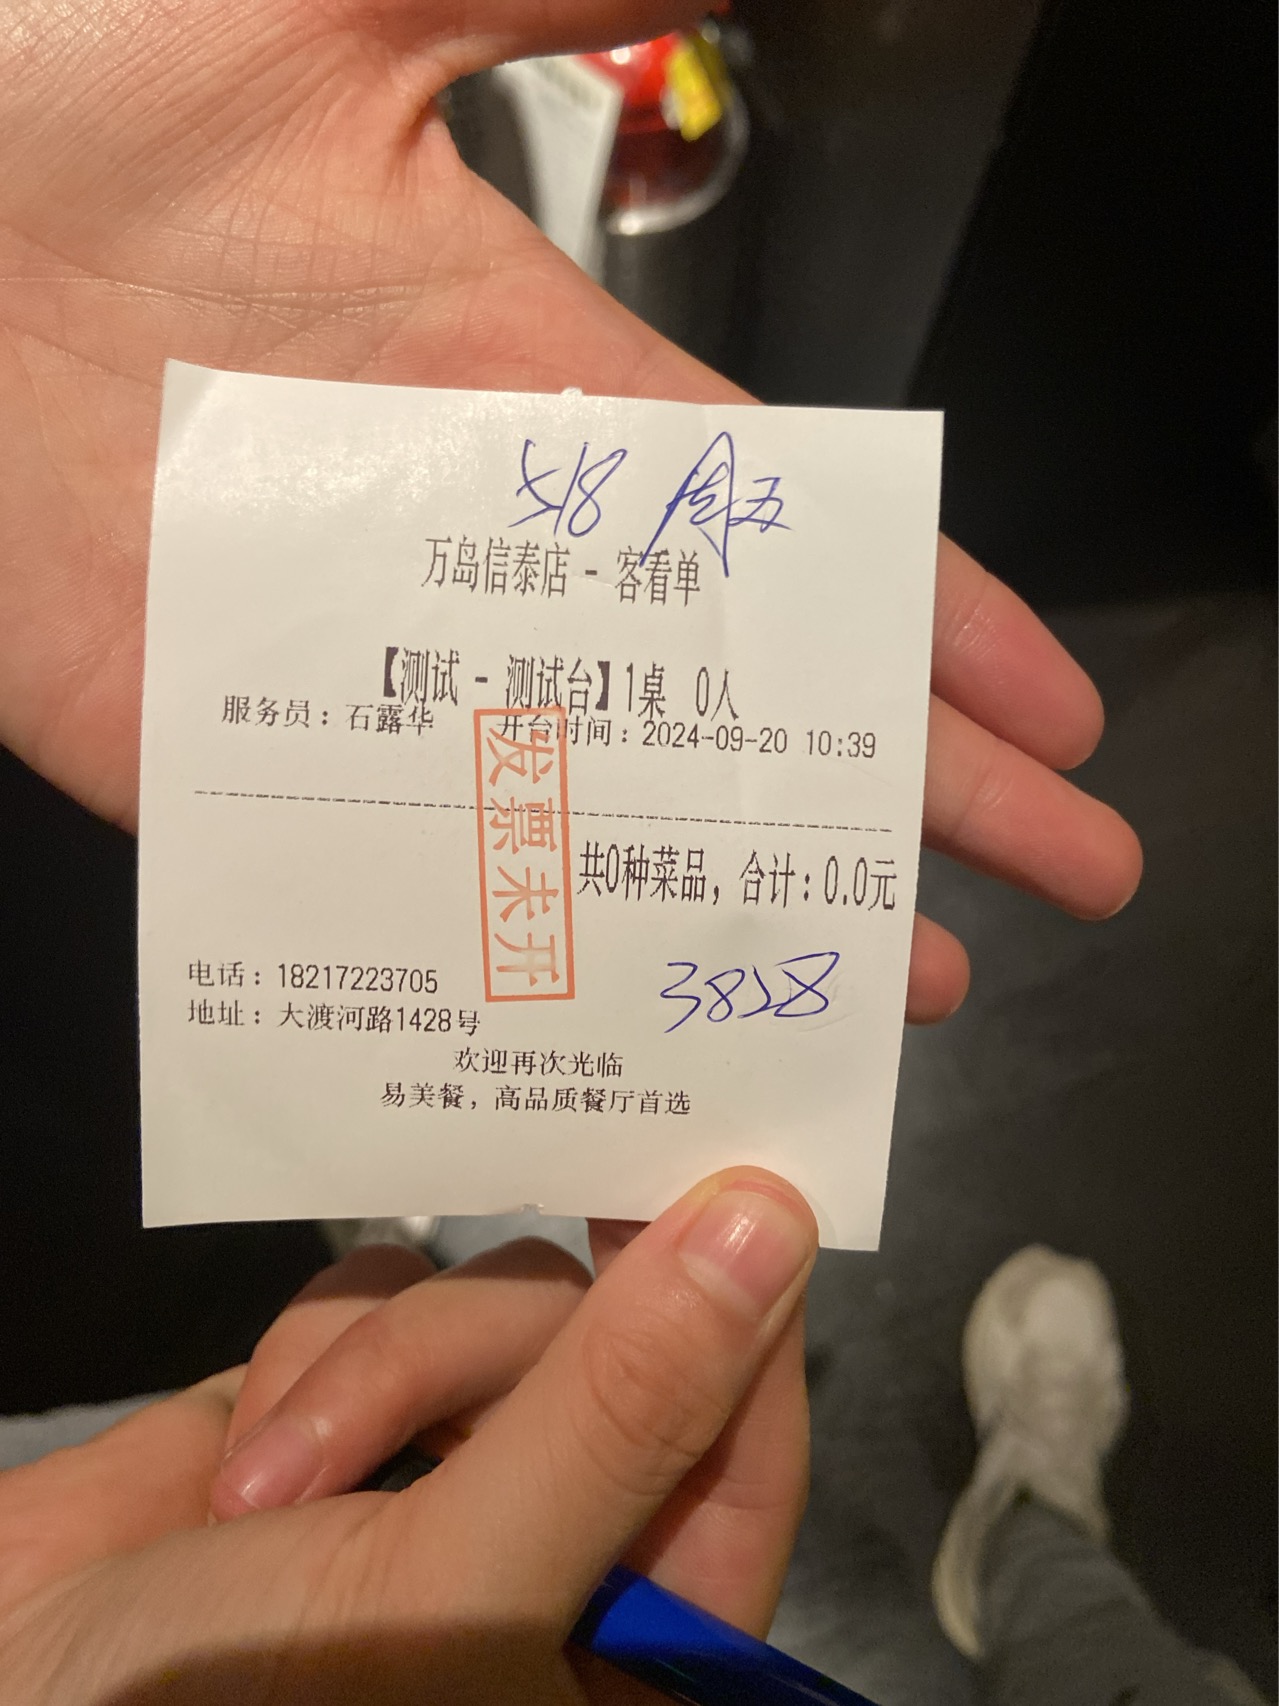 518 周五
万岛信泰店 - 客看单
【测试 - 测试台】1桌 0人
服务员：石露华 开台时间：2024-09-20 10:39
发票未开
共0种菜品，合计：0.0元
3828
电话：18217223705
地址：大渡河路1428号
欢迎再次光临
易美餐，高品质餐厅首选